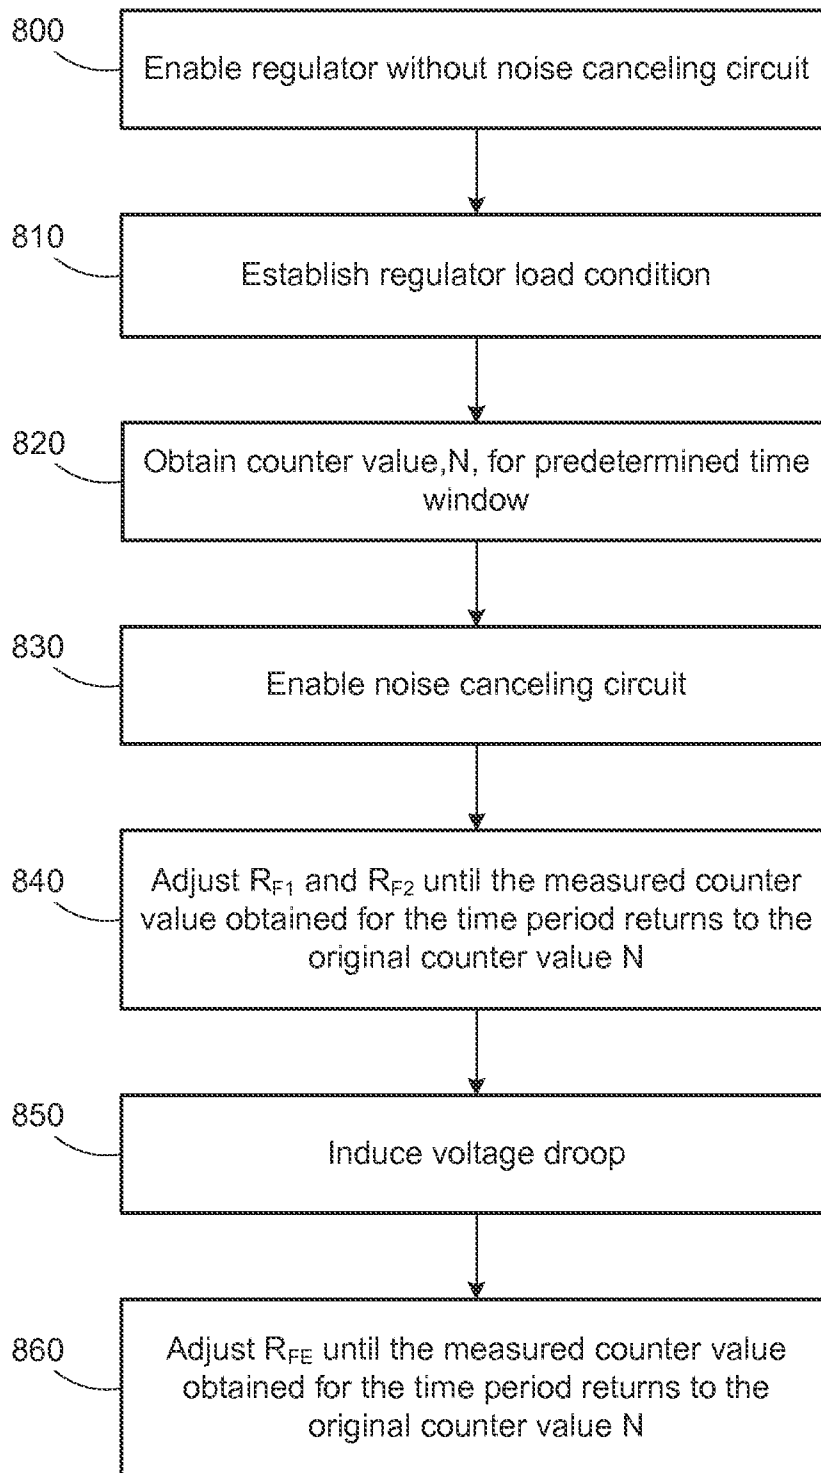 800
Enable regulator without noise canceling circuit
810
Establish regulator load condition
820
Obtain counter value,N, for predetermined time
window
830
Enable noise canceling circuit
840
Adjust RF1 and RF2 until the measured counter
value obtained for the time period returns to the
original counter value N
850
Induce voltage droop
860
Adjust RFE until the measured counter value
obtained for the time period returns to the
original counter value N